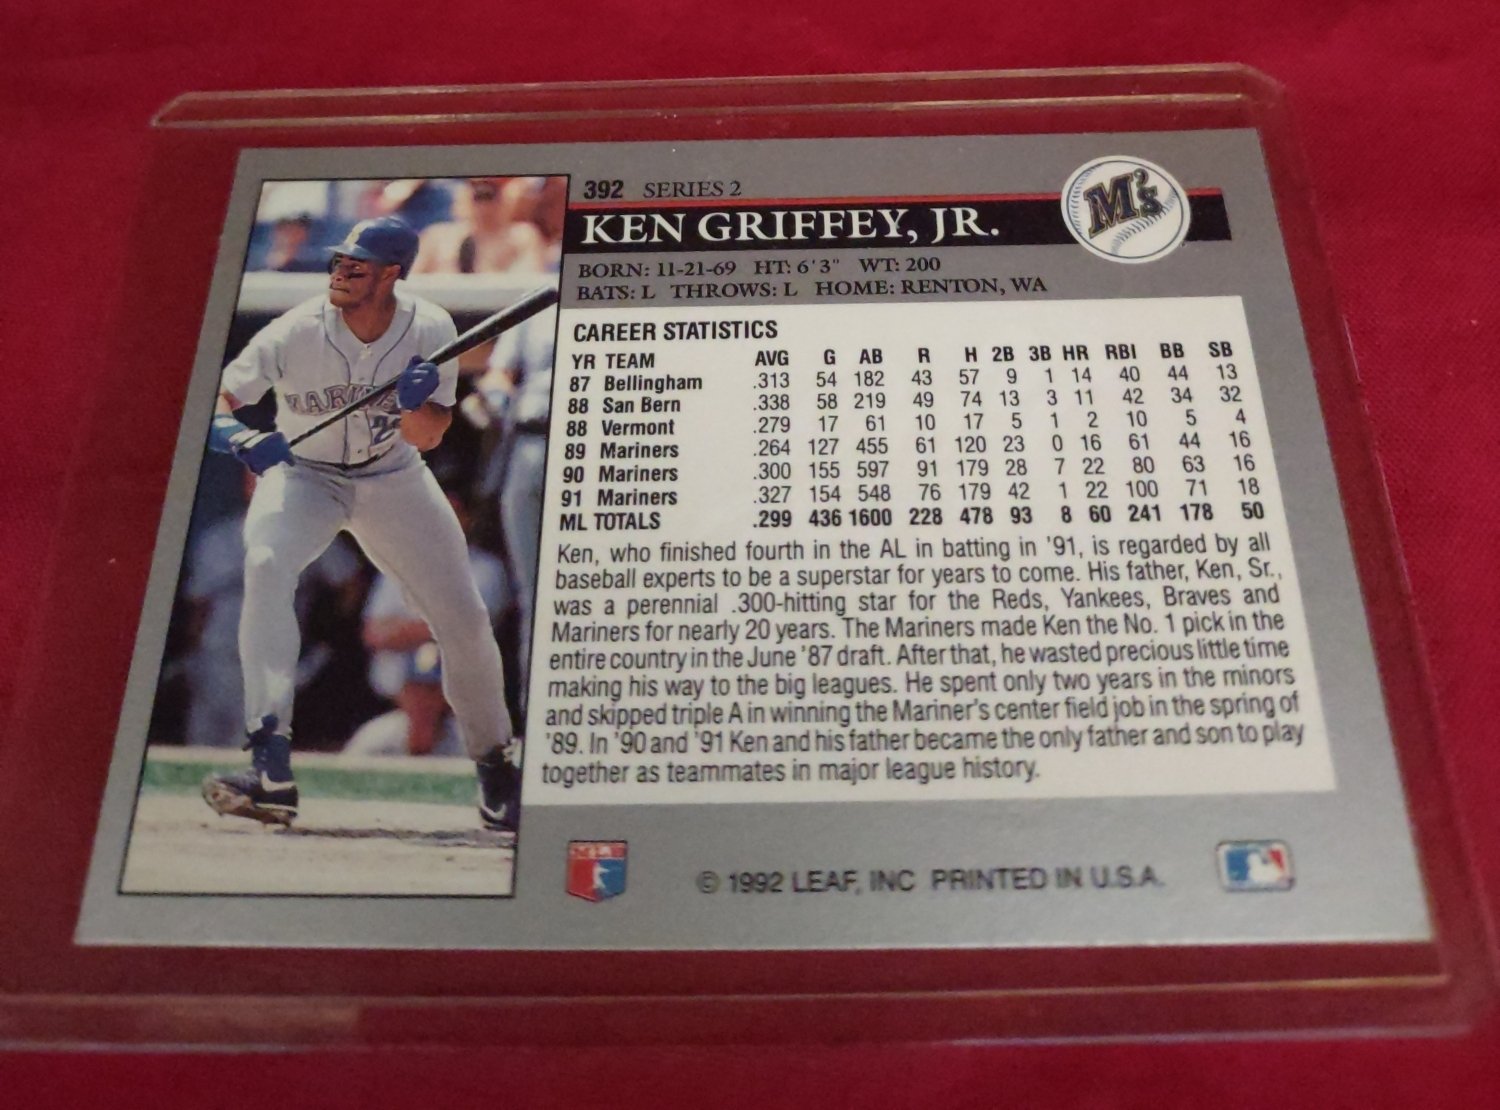 392 SERIES 2
KEN GRIFFEY, JR.
M's
BORN: 11-21-69 HT: 6'3" WT: 200
BATS: L THROWS: L HOME: RENTON, WA
CAREER STATISTICS
YR TEAM AVG G AB R H 2B 3B HR RBI BB SB
87 Bellingham .313 54 182 43 57 9 1 14 40 44 13
88 San Bern .338 58 219 49 74 13 3 11 42 34 32
88 Vermont .279 17 61 10 17 5 1 2 10 5 4
89 Mariners .264 127 455 61 120 23 0 16 61 44 16
90 Mariners .300 155 597 91 179 28 7 22 80 63 16
91 Mariners .327 154 548 76 179 42 1 22 100 71 18
ML TOTALS .299 436 1600 228 478 93 8 60 241 178 50
Ken, who finished fourth in the AL in batting in '91, is regarded by all
baseball experts to be a superstar for years to come. His father, Ken, Sr.,
was a perennial .300-hitting star for the Reds, Yankees, Braves and
Mariners for nearly 20 years. The Mariners made Ken the No. 1 pick in the
entire country in the June '87 draft. After that, he wasted precious little time
making his way to the big leagues. He spent only two years in the minors
and skipped triple A in winning the Mariner's center field job in the spring of
'89. In '90 and '91 Ken and his father became the only father and son to play
together as teammates in major league history.
© 1992 LEAF, INC PRINTED IN U.S.A.